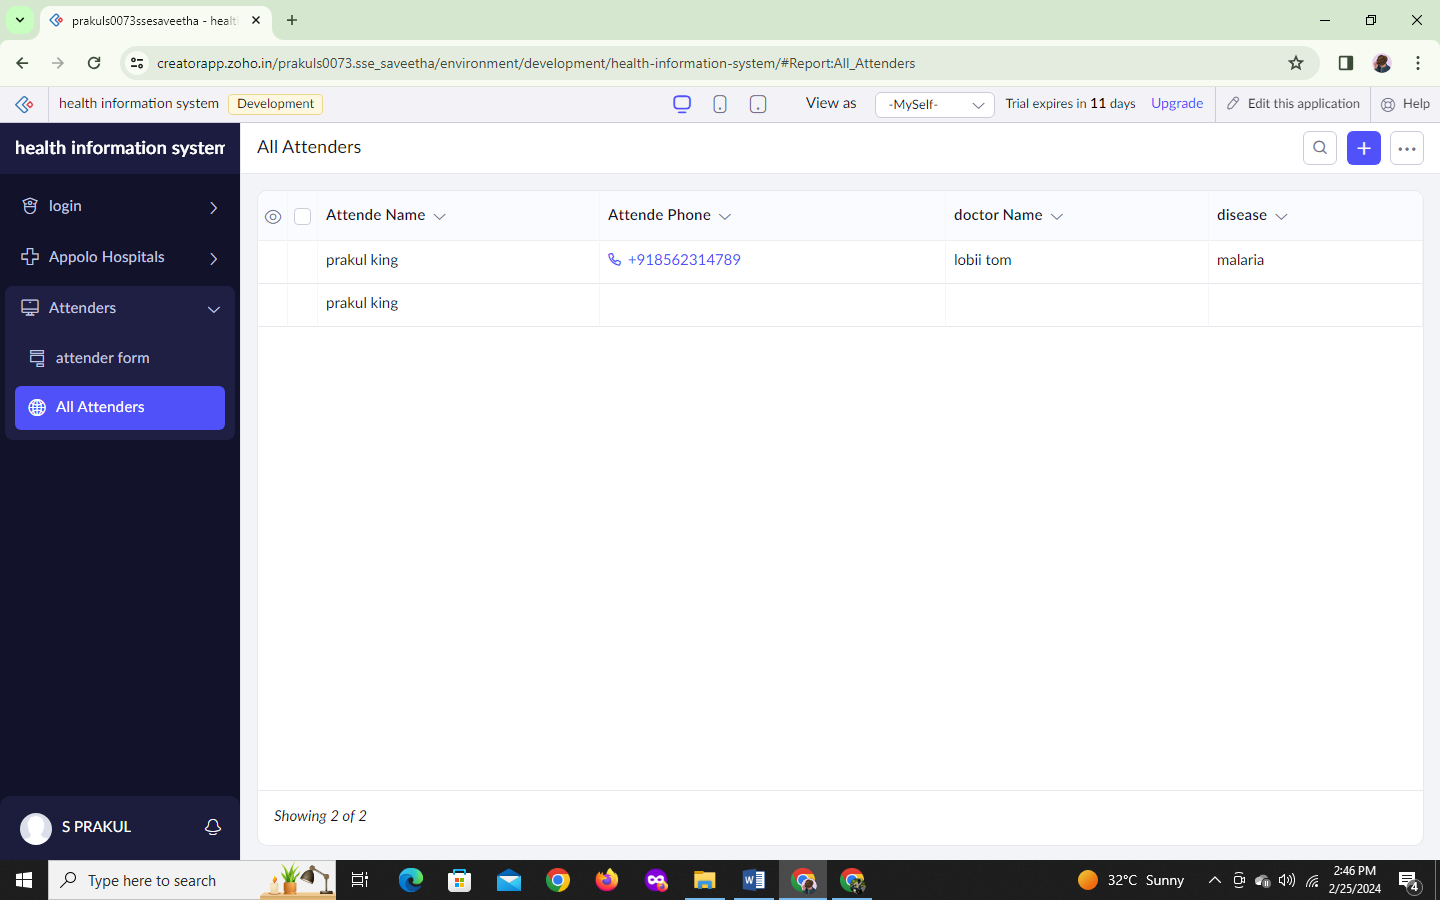 prakuls0073ssesaveetha - healt
creatorapp.zoho.in/prakuls0073.sse_saveetha/environment/development/health-information-system/#Report:All_Attenders
health information system Development View as -MySelf- Trial expires in 11 days Upgrade Edit this application Help
health information system
All Attenders
login
Appolo Hospitals
Attenders
attender form
All Attenders
Attende Name Attende Phone doctor Name disease
prakul king +918562314789 lobii tom malaria
prakul king
Showing 2 of 2
S PRAKUL
Type here to search
32°C Sunny
2:46 PM
2/25/2024
4